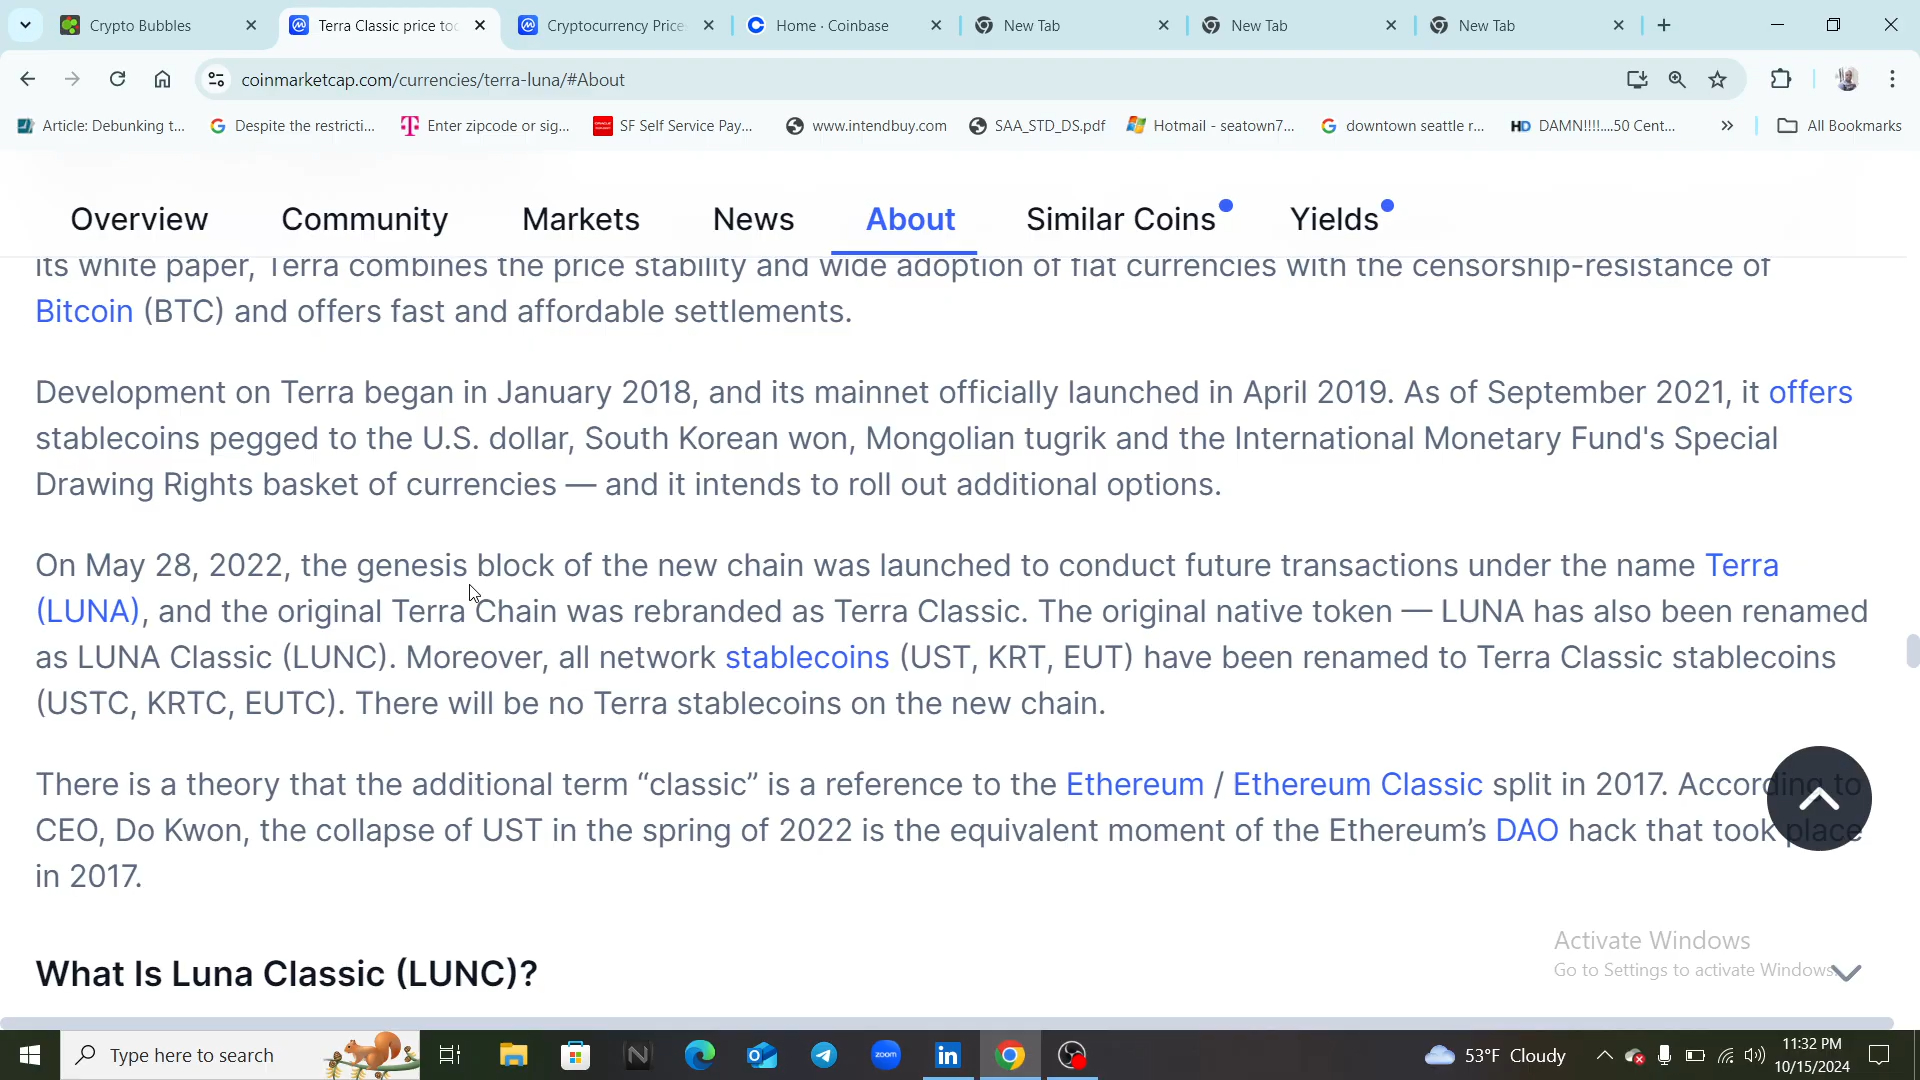 Crypto Bubbles
Terra Classic price toc
Cryptocurrency Price
Home · Coinbase
New Tab
New Tab
New Tab
coinmarketcap.com/currencies/terra-luna/#About
Article: Debunking t...
Despite the restricti...
Enter zipcode or sig...
SF Self Service Pay...
www.intendbuy.com
SAA_STD_DS.pdf
Hotmail - seatown7...
downtown seattle r...
HD DAMN!!!!....50 Cent...
All Bookmarks
Overview
Community
Markets
News
About
Similar Coins
Yields
its white paper, Terra combines the price stability and wide adoption of fiat currencies with the censorship-resistance of
Bitcoin (BTC) and offers fast and affordable settlements.
Development on Terra began in January 2018, and its mainnet officially launched in April 2019. As of September 2021, it offers
stablecoins pegged to the U.S. dollar, South Korean won, Mongolian tugrik and the International Monetary Fund's Special
Drawing Rights basket of currencies — and it intends to roll out additional options.
On May 28, 2022, the genesis block of the new chain was launched to conduct future transactions under the name Terra
(LUNA), and the original Terra Chain was rebranded as Terra Classic. The original native token — LUNA has also been renamed
as LUNA Classic (LUNC). Moreover, all network stablecoins (UST, KRT, EUT) have been renamed to Terra Classic stablecoins
(USTC, KRTC, EUTC). There will be no Terra stablecoins on the new chain.
There is a theory that the additional term “classic” is a reference to the Ethereum / Ethereum Classic split in 2017. According to
CEO, Do Kwon, the collapse of UST in the spring of 2022 is the equivalent moment of the Ethereum’s DAO hack that took place
in 2017.
What Is Luna Classic (LUNC)?
Activate Windows
Go to Settings to activate Windows.
Type here to search
zoom
53°F Cloudy
11:32 PM
10/15/2024